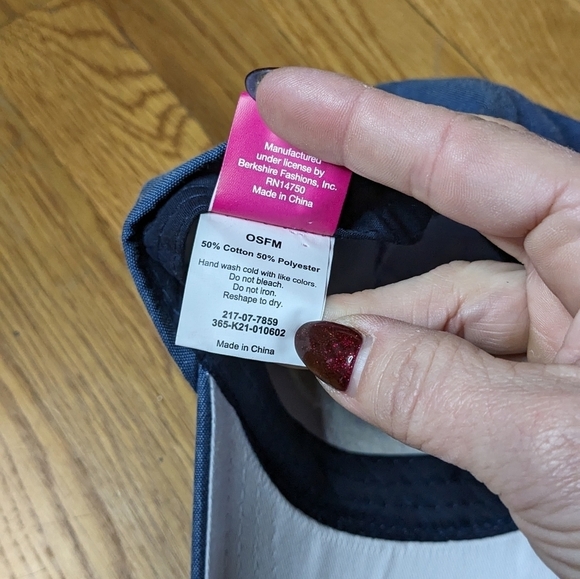 Manufactured
under license by
Berkshire Fashions, Inc.
RN14750
Made in China
OSFM
50% Cotton 50% Polyester
Hand wash cold with like colors.
Do not bleach.
Do not iron.
Reshape to dry.
217-07-7859
365-K21-010602
Made in China